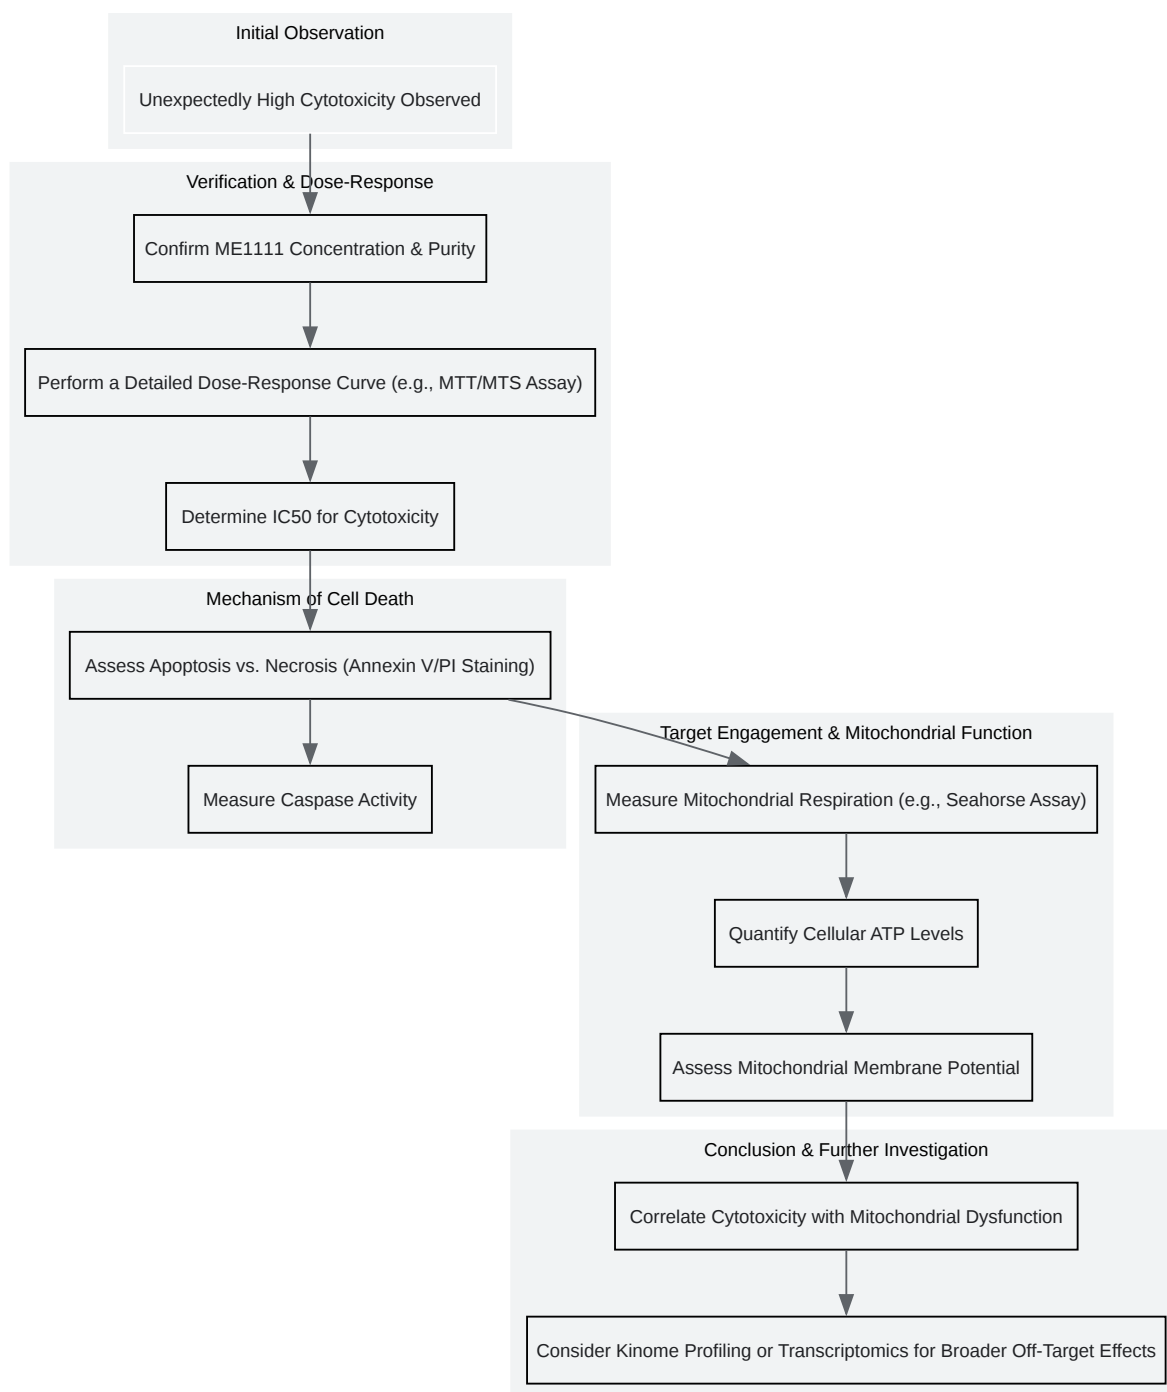 Initial Observation
Unexpectedly High Cytotoxicity Observed
Verification & Dose-Response
Confirm ME1111 Concentration & Purity
Perform a Detailed Dose-Response Curve (e.g., MTT/MTS Assay)
Determine IC50 for Cytotoxicity
Mechanism of Cell Death
Assess Apoptosis vs. Necrosis (Annexin V/PI Staining)
Measure Caspase Activity
Target Engagement & Mitochondrial Function
Measure Mitochondrial Respiration (e.g., Seahorse Assay)
Quantify Cellular ATP Levels
Assess Mitochondrial Membrane Potential
Conclusion & Further Investigation
Correlate Cytotoxicity with Mitochondrial Dysfunction
Consider Kinome Profiling or Transcriptomics for Broader Off-Target Effects